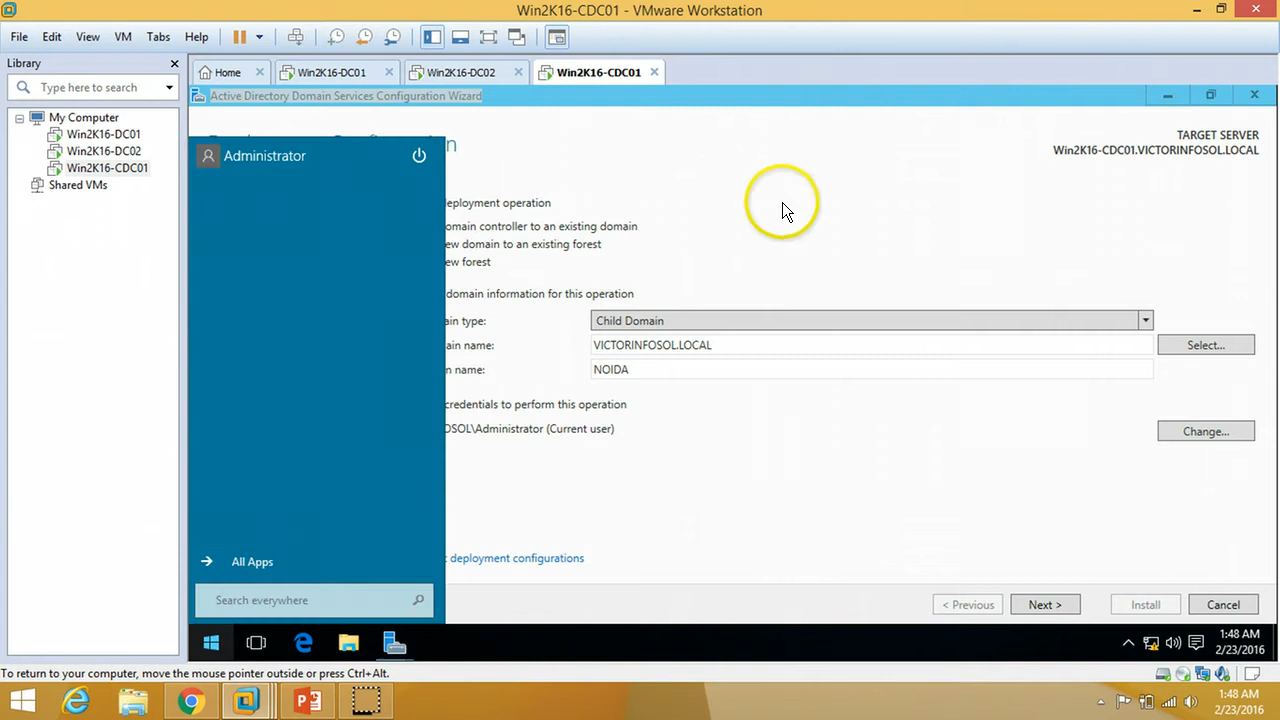 Win2K16-CDC01 - VMware Workstation
File Edit View VM Tabs Help
Library
Type here to search
My Computer
Win2K16-DC01
Win2K16-DC02
Win2K16-CDC01
Shared VMs
Home Win2K16-DC01 Win2K16-DC02 Win2K16-CDC01
Active Directory Domain Services Configuration Wizard
TARGET SERVER
Win2K16-CDC01.VICTORINFOSOL.LOCAL
Administrator
eployment operation
omain controller to an existing domain
ew domain to an existing forest
ew forest
domain information for this operation
ain type: Child Domain
ain name: VICTORINFOSOL.LOCAL Select...
n name: NOIDA
credentials to perform this operation
OSOL\Administrator (Current user) Change...
deployment configurations
All Apps
Search everywhere
< Previous Next > Install Cancel
1:48 AM
2/23/2016
To return to your computer, move the mouse pointer outside or press Ctrl+Alt.
1:48 AM
2/23/2016